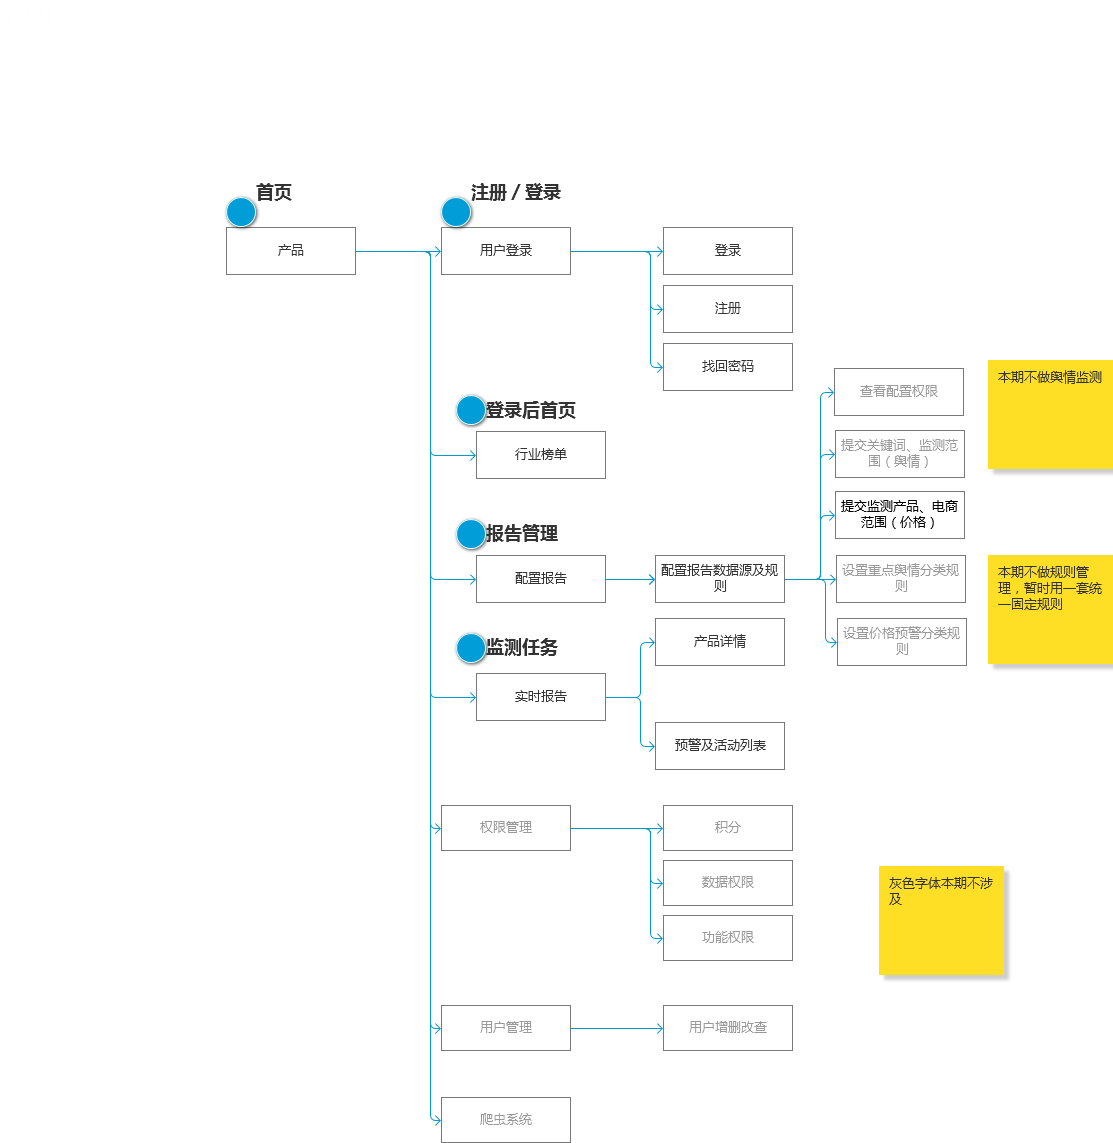 首页
注册 / 登录
产品
用户登录
登录
注册
找回密码
登录后首页
行业榜单
查看配置权限
本期不做舆情监测
提交关键词、监测范
围（舆情）
提交监测产品、电商
范围（价格）
报告管理
配置报告
配置报告数据源及规
则
设置重点舆情分类规
则
本期不做规则管
理，暂时用一套统
一固定规则
设置价格预警分类规
则
监测任务
实时报告
产品详情
预警及活动列表
权限管理
积分
数据权限
功能权限
灰色字体本期不涉
及
用户管理
用户增删改查
爬虫系统